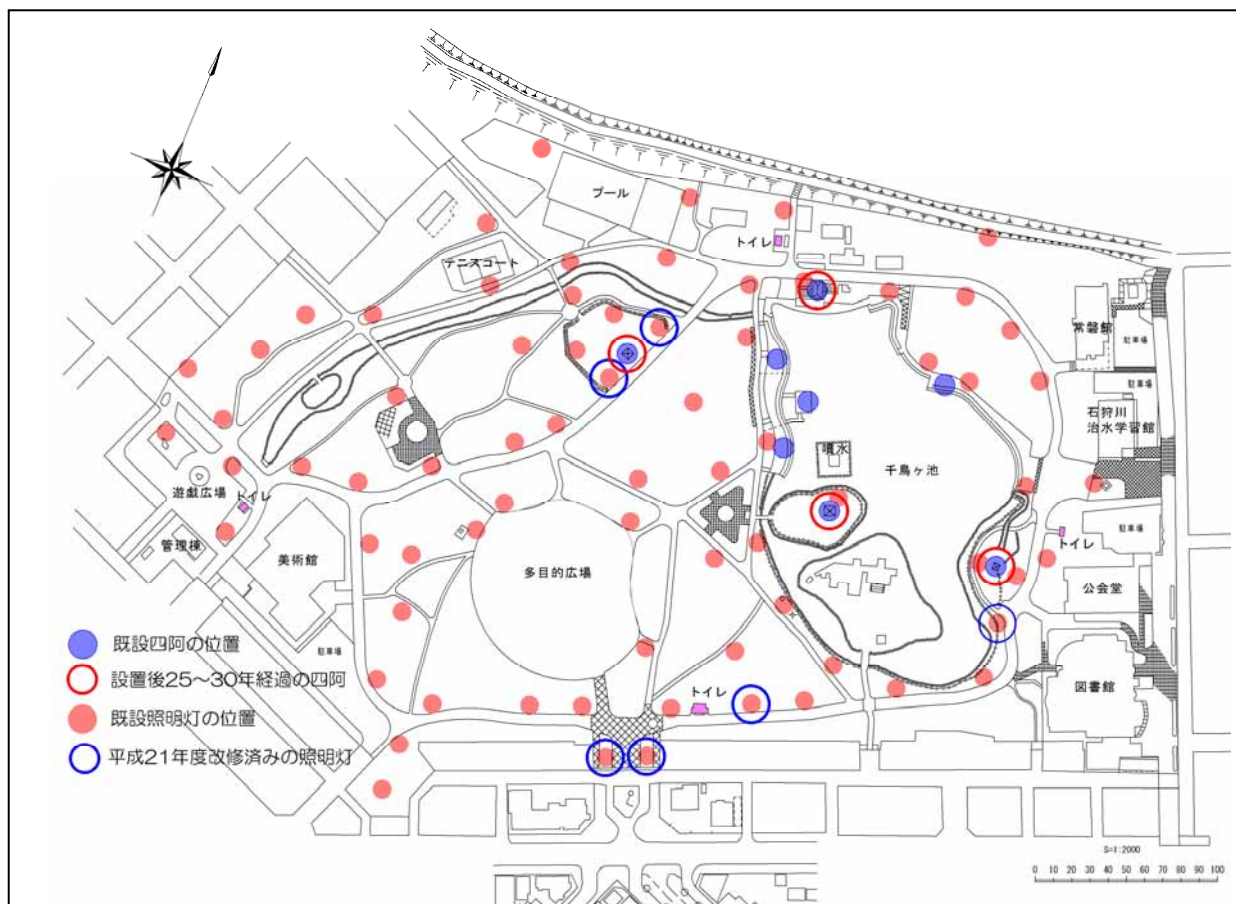 プール
トイレ
テニスコート
常磐館
駐車場
駐車場
石狩川
治水学習館
噴水
千鳥ヶ池
遊戯広場
トイレ
管理棟
美術館
多目的広場
トイレ
駐車場
公会堂
駐車場
トイレ
図書館
既設四阿の位置
設置後25~30年経過の四阿
既設照明灯の位置
平成21年度改修済みの照明灯
S=1:2000
0 10 20 30 40 50 60 70 80 90 100